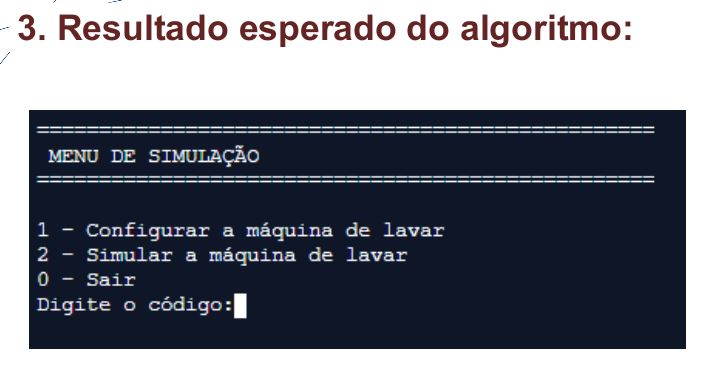 3. Resultado esperado do algoritmo:
==================================================
MENU DE SIMULAÇÃO
==================================================
1 - Configurar a máquina de lavar
2 - Simular a máquina de lavar
0 - Sair
Digite o código: